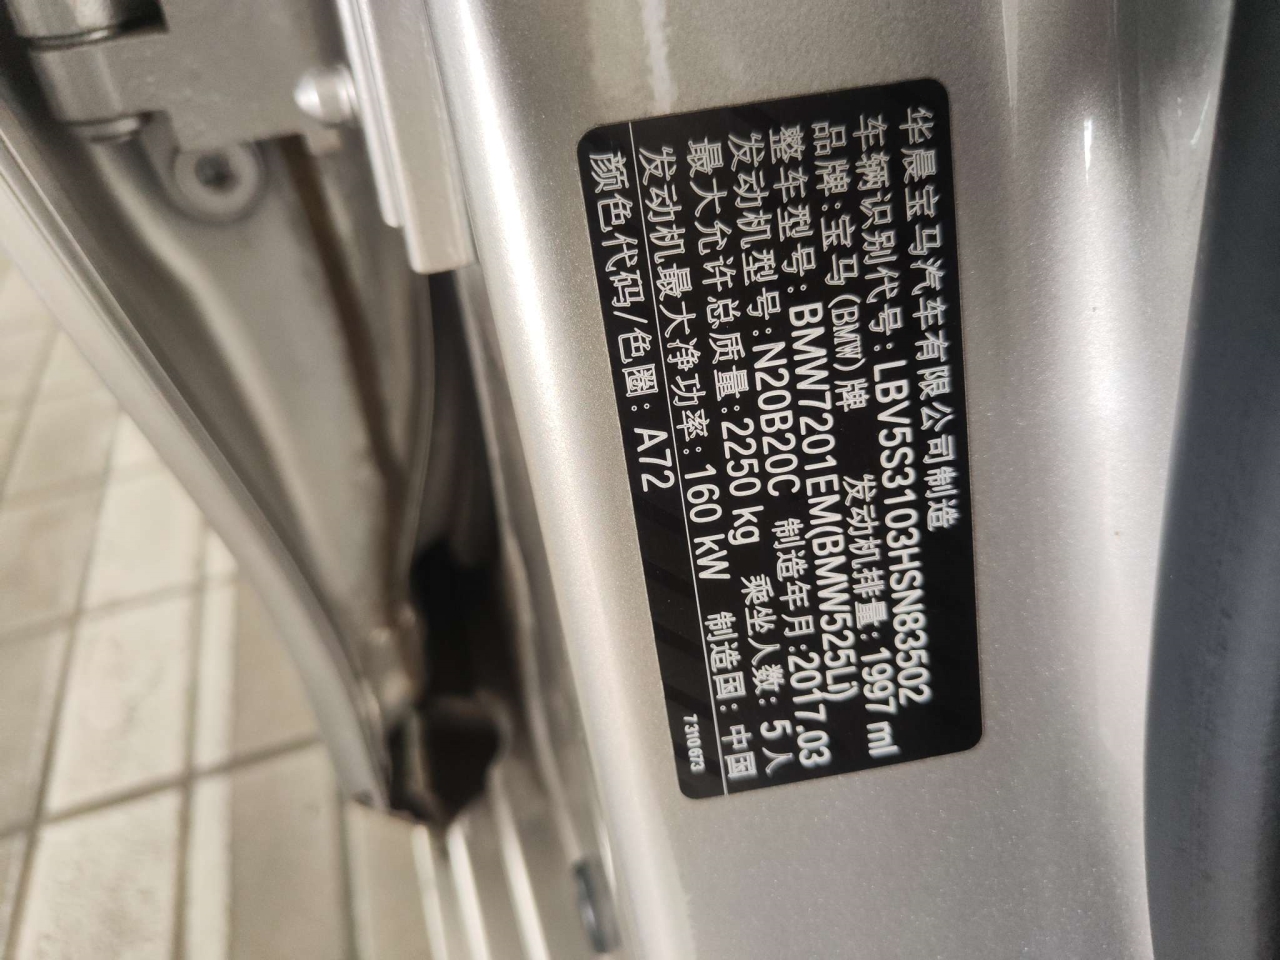 华晨宝马汽车有限公司制造
车辆识别代号:LBV5S3103HSN83502
品牌:宝马(BMW)牌 发动机排量:1997 ml
整车型号:BMW7201EM(BMW525Li)
发动机型号:N20B20C 制造年月:2017.03
最大允许总质量:2250 kg 乘坐人数:5人
发动机最大净功率:160 kW 制造国:中国
颜色代码/色圈:A72 7310673